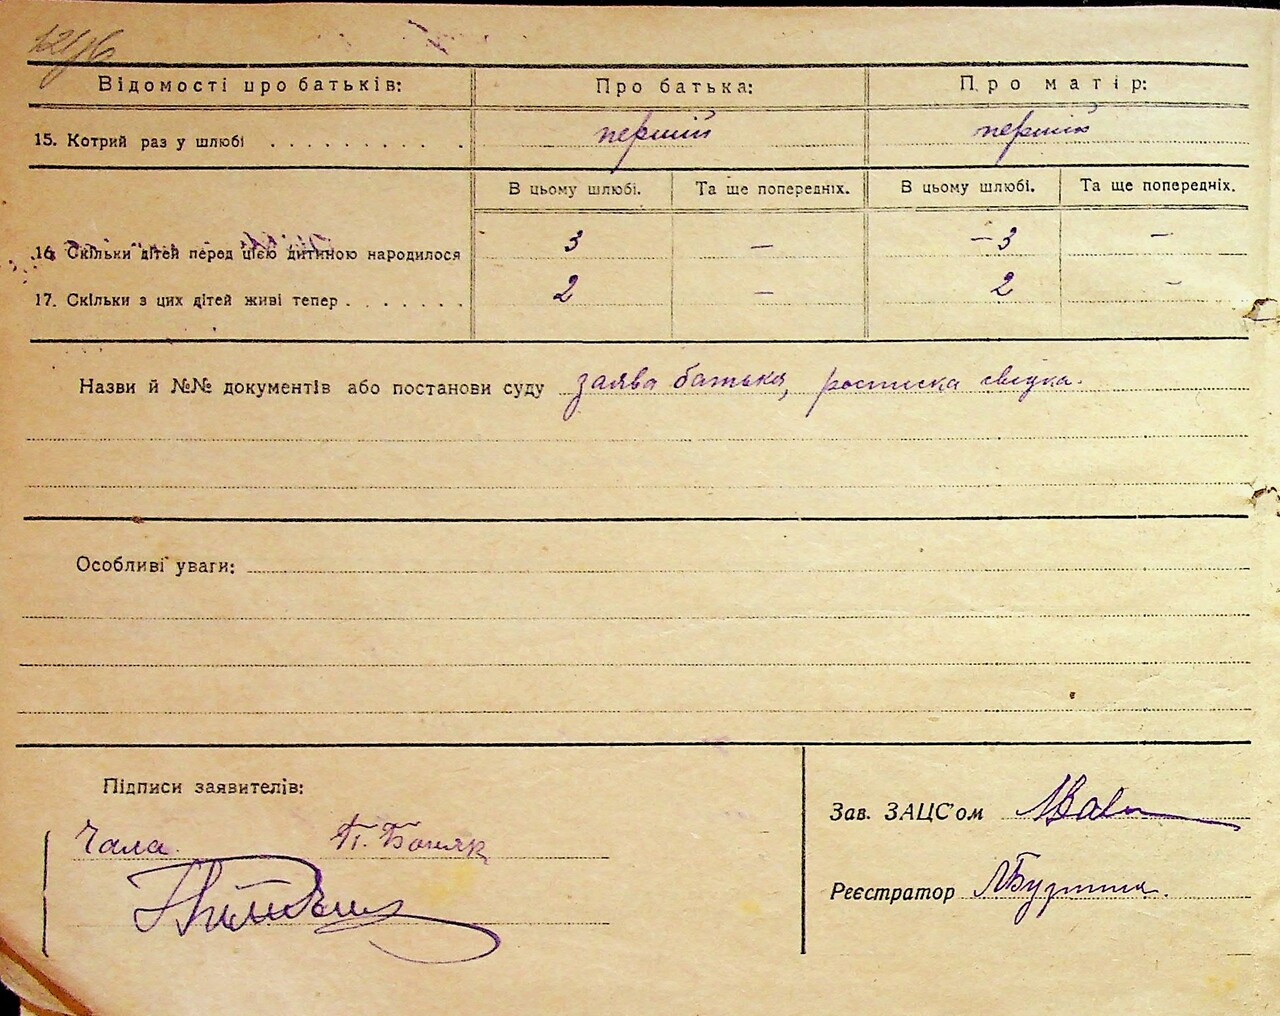 Відомості про батьків: Про батька: Про матір:
15. Котрий раз у шлюбі перший перший
В цьому шлюбі. Та ще попередніх. В цьому шлюбі. Та ще попередніх.
16. Скільки дітей перед цією дитиною народилося 3 — — 3 —
17. Скільки з цих дітей живі тепер 2 — 2 —
Назви й №№ документів або постанови суду заява батька, росписка свідка.
Особливі уваги:
Підписи заявителів:
Зав. ЗАЦС'ом
Чала П. Боняк
Реєстратор